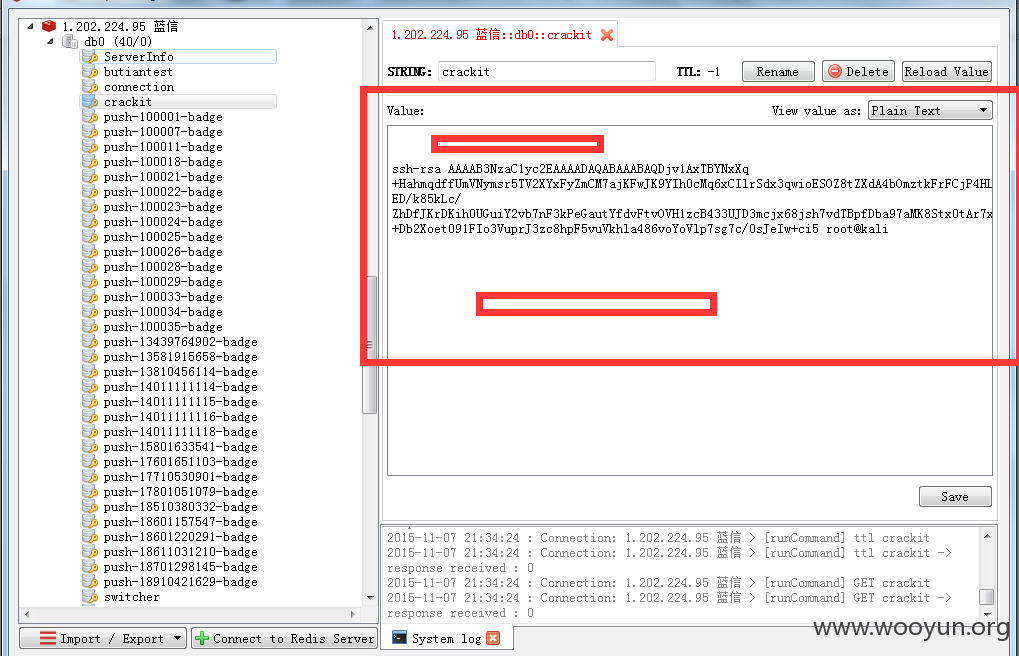 1.202.224.95 蓝信
db0 (40/0)
ServerInfo
butiantest
connection
crackit
push-100001-badge
push-100007-badge
push-100011-badge
push-100018-badge
push-100021-badge
push-100022-badge
push-100023-badge
push-100024-badge
push-100025-badge
push-100026-badge
push-100028-badge
push-100029-badge
push-100033-badge
push-100034-badge
push-100035-badge
push-13439764902-badge
push-13581915658-badge
push-13810456114-badge
push-14011111114-badge
push-14011111115-badge
push-14011111116-badge
push-14011111118-badge
push-15801633541-badge
push-17601651103-badge
push-17710530901-badge
push-17801051079-badge
push-18510380332-badge
push-18601157547-badge
push-18601220291-badge
push-18611031210-badge
push-18701298145-badge
push-18910421629-badge
switcher
Import / Export
Connect to Redis Server
1.202.224.95 蓝信::db0::crackit
STRING: crackit TTL: -1 Rename Delete Reload Value
Value: View value as: Plain Text
ssh-rsa AAAAB3NzaC1yc2EAAAADAQABAAABAQDjv1AxTBYNxXq
+HahmqdffUmVNymsr5TV2XYxFyZmCM7ajKFwJK9YIh0cMq6xCIlrSdx3qwioESOZ8tZXdA4bOmztkFrFCjP4HL
ED/k85kLc/
ZhDfJKrDKih0UGuiY2vb7nF3kPeGautYfdvFtvOVH1zcB433UJD3mcjx68jsh7vdTBpfDba97aMK8Stx0tAr7x
+Db2Xoet091FIo3VuprJ3zc8hpF5vuVkhla486voYoVlp7sg7c/0sJeIw+ci5 root@kali
Save
2015-11-07 21:34:24 : Connection: 1.202.224.95 蓝信 > [runCommand] ttl crackit
2015-11-07 21:34:24 : Connection: 1.202.224.95 蓝信 > [runCommand] ttl crackit ->
response received : 0
2015-11-07 21:34:24 : Connection: 1.202.224.95 蓝信 > [runCommand] GET crackit
2015-11-07 21:34:24 : Connection: 1.202.224.95 蓝信 > [runCommand] GET crackit ->
response received : 0
System log
www.wooyun.org